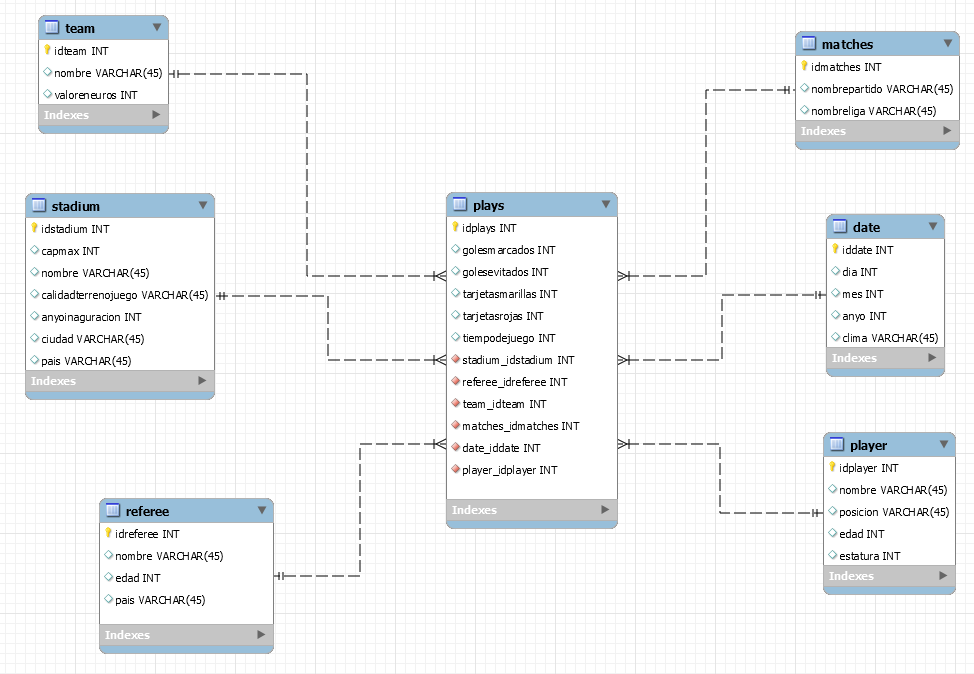 team
idteam INT
nombre VARCHAR(45)
valoreneuros INT
Indexes
matches
idmatches INT
nombrepartido VARCHAR(45)
nombreliga VARCHAR(45)
Indexes
stadium
idstadium INT
capmax INT
nombre VARCHAR(45)
calidadterrenojuego VARCHAR(45)
anyoinaguracion INT
ciudad VARCHAR(45)
pais VARCHAR(45)
Indexes
plays
idplays INT
golesmarcados INT
golesevitados INT
tarjetasmarillas INT
tarjetasrojas INT
tiempodejuego INT
stadium_idstadium INT
referee_idreferee INT
team_idteam INT
matches_idmatches INT
date_iddate INT
player_idplayer INT
Indexes
date
iddate INT
dia INT
mes INT
anyo INT
clima VARCHAR(45)
Indexes
referee
idreferee INT
nombre VARCHAR(45)
edad INT
pais VARCHAR(45)
Indexes
player
idplayer INT
nombre VARCHAR(45)
posicion VARCHAR(45)
edad INT
estatura INT
Indexes